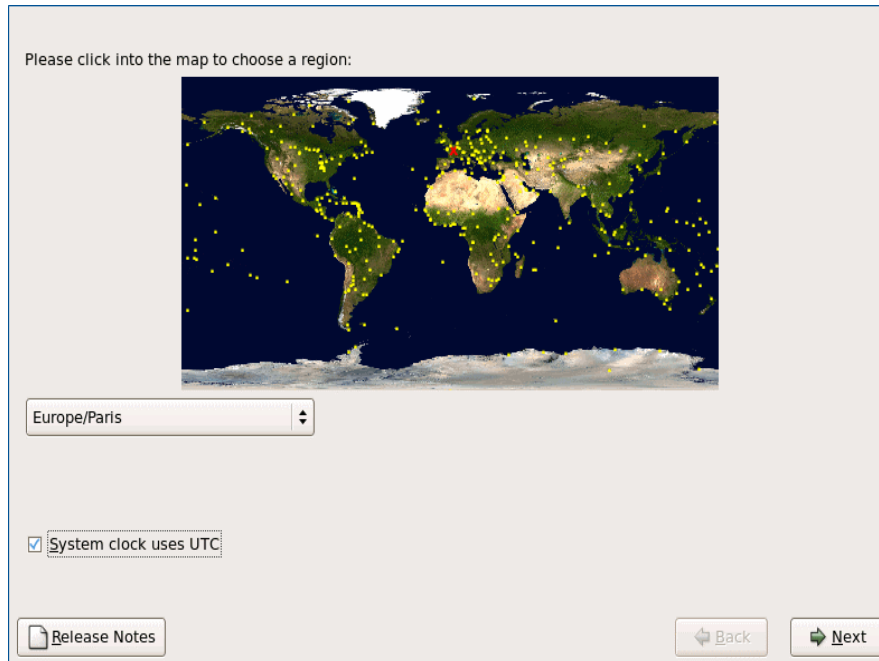 Please click into the map to choose a region:
Europe/Paris
System clock uses UTC
Release Notes
Back
Next